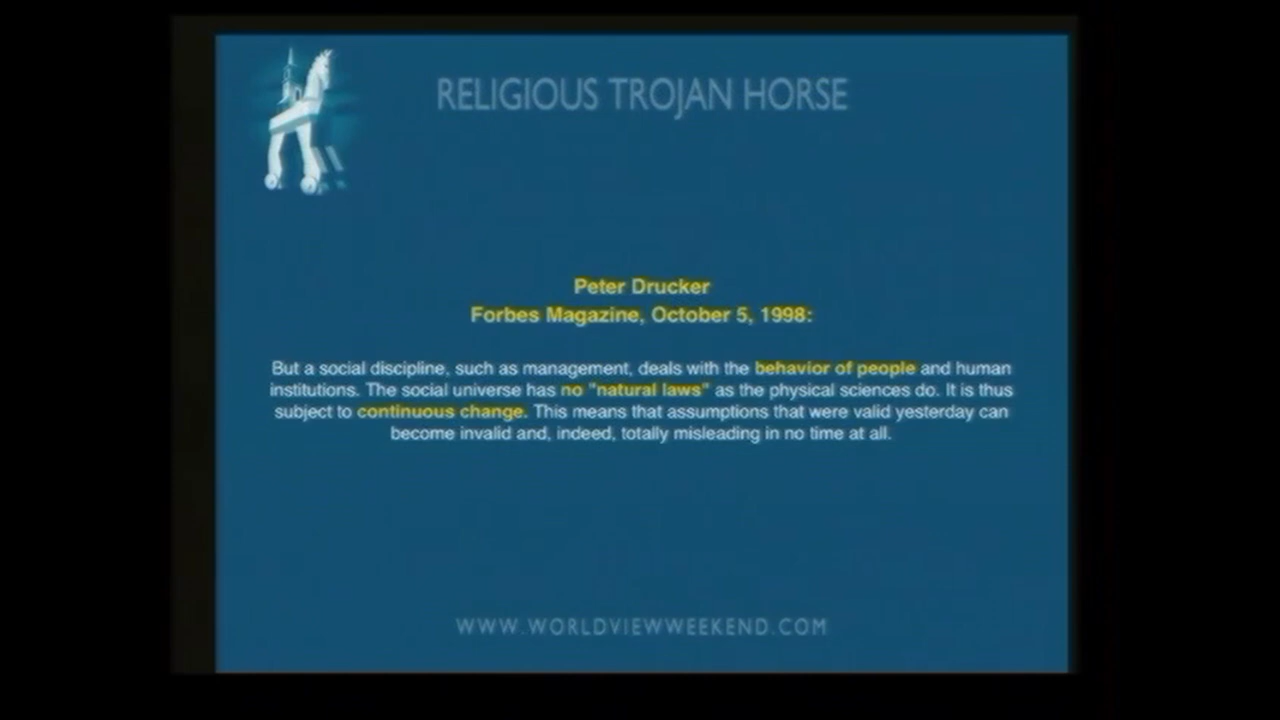 RELIGIOUS TROJAN HORSE
Peter Drucker
Forbes Magazine, October 5, 1998:
But a social discipline, such as management, deals with the behavior of people and human
institutions. The social universe has no "natural laws" as the physical sciences do. It is thus
subject to continuous change. This means that assumptions that were valid yesterday can
become invalid and, indeed, totally misleading in no time at all.
WWW.WORLDVIEWWEEKEND.COM